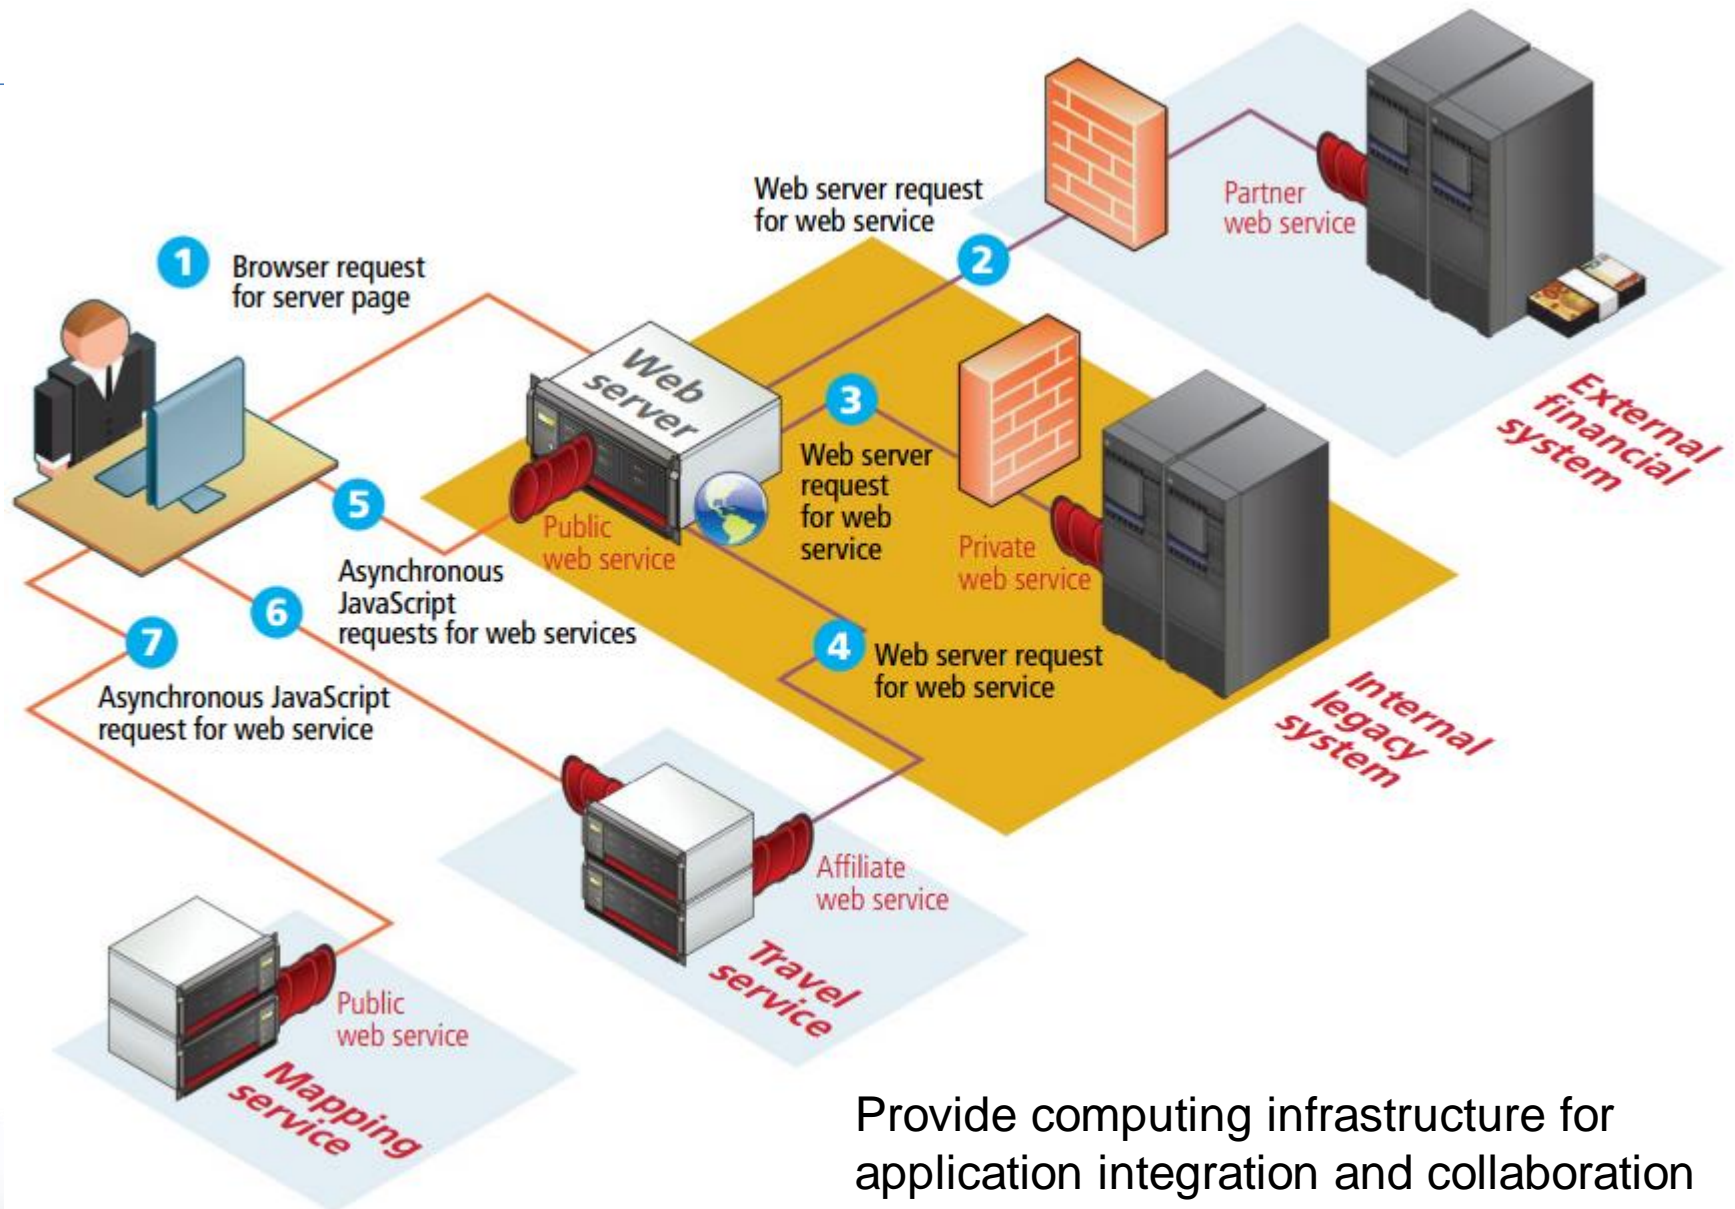 1
Browser request
for server page
Web server request
for web service
2
Partner
web service
External
financial
system
Web
server
3
Web server
request
for web
service
Public
web service
Private
web service
Internal
legacy
system
5
Asynchronous
JavaScript
requests for web services
6
4
Web server request
for web service
7
Asynchronous JavaScript
request for web service
Affiliate
web service
Travel
service
Public
web service
Mapping
service
Provide computing infrastructure for
application integration and collaboration